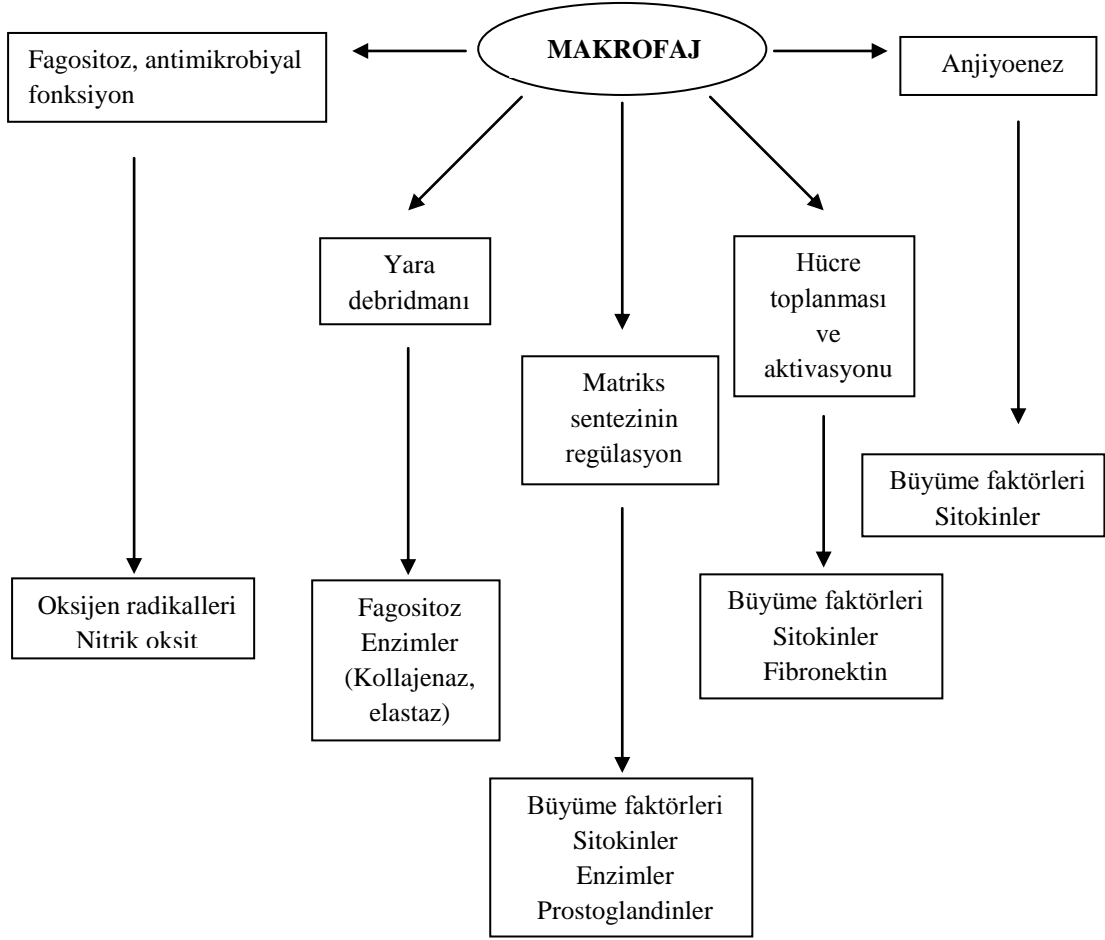 MAKROFAJ
Fagositoz, antimikrobiyal
fonksiyon
Anjiyoenez
Yara
debridmanı
Hücre
toplanması
ve
aktivasyonu
Matriks
sentezinin
regülasyon
Büyüme faktörleri
Sitokinler
Oksijen radikalleri
Nitrik oksit
Fagositoz
Enzimler
(Kollajenaz,
elastaz)
Büyüme faktörleri
Sitokinler
Fibronektin
Büyüme faktörleri
Sitokinler
Enzimler
Prostoglandinler